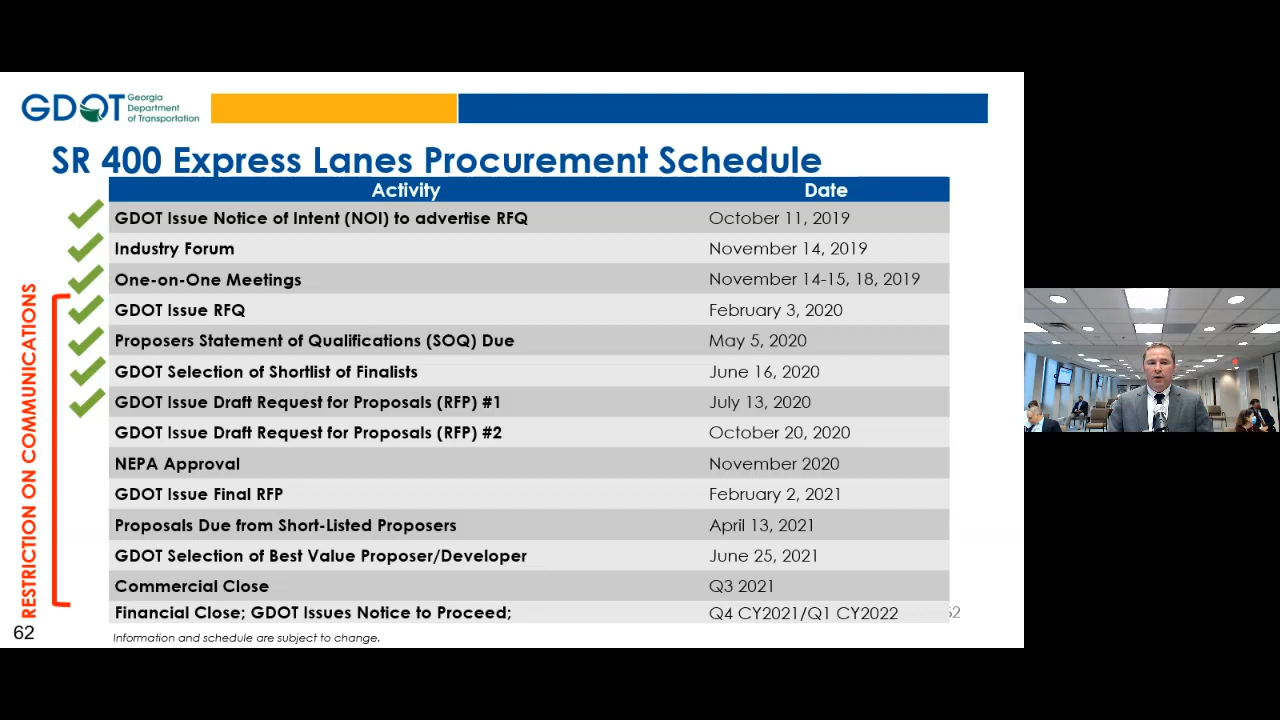 GDOT
Georgia
Department
of Transportation
SR 400 Express Lanes Procurement Schedule
Activity Date
GDOT Issue Notice of Intent (NOI) to advertise RFQ October 11, 2019
Industry Forum November 14, 2019
One-on-One Meetings November 14-15, 18, 2019
GDOT Issue RFQ February 3, 2020
Proposers Statement of Qualifications (SOQ) Due May 5, 2020
GDOT Selection of Shortlist of Finalists June 16, 2020
GDOT Issue Draft Request for Proposals (RFP) #1 July 13, 2020
GDOT Issue Draft Request for Proposals (RFP) #2 October 20, 2020
NEPA Approval November 2020
GDOT Issue Final RFP February 2, 2021
Proposals Due from Short-Listed Proposers April 13, 2021
GDOT Selection of Best Value Proposer/Developer June 25, 2021
Commercial Close Q3 2021
Financial Close; GDOT Issues Notice to Proceed; Q4 CY2021/Q1 CY2022
RESTRICTION ON COMMUNICATIONS
62
Information and schedule are subject to change.